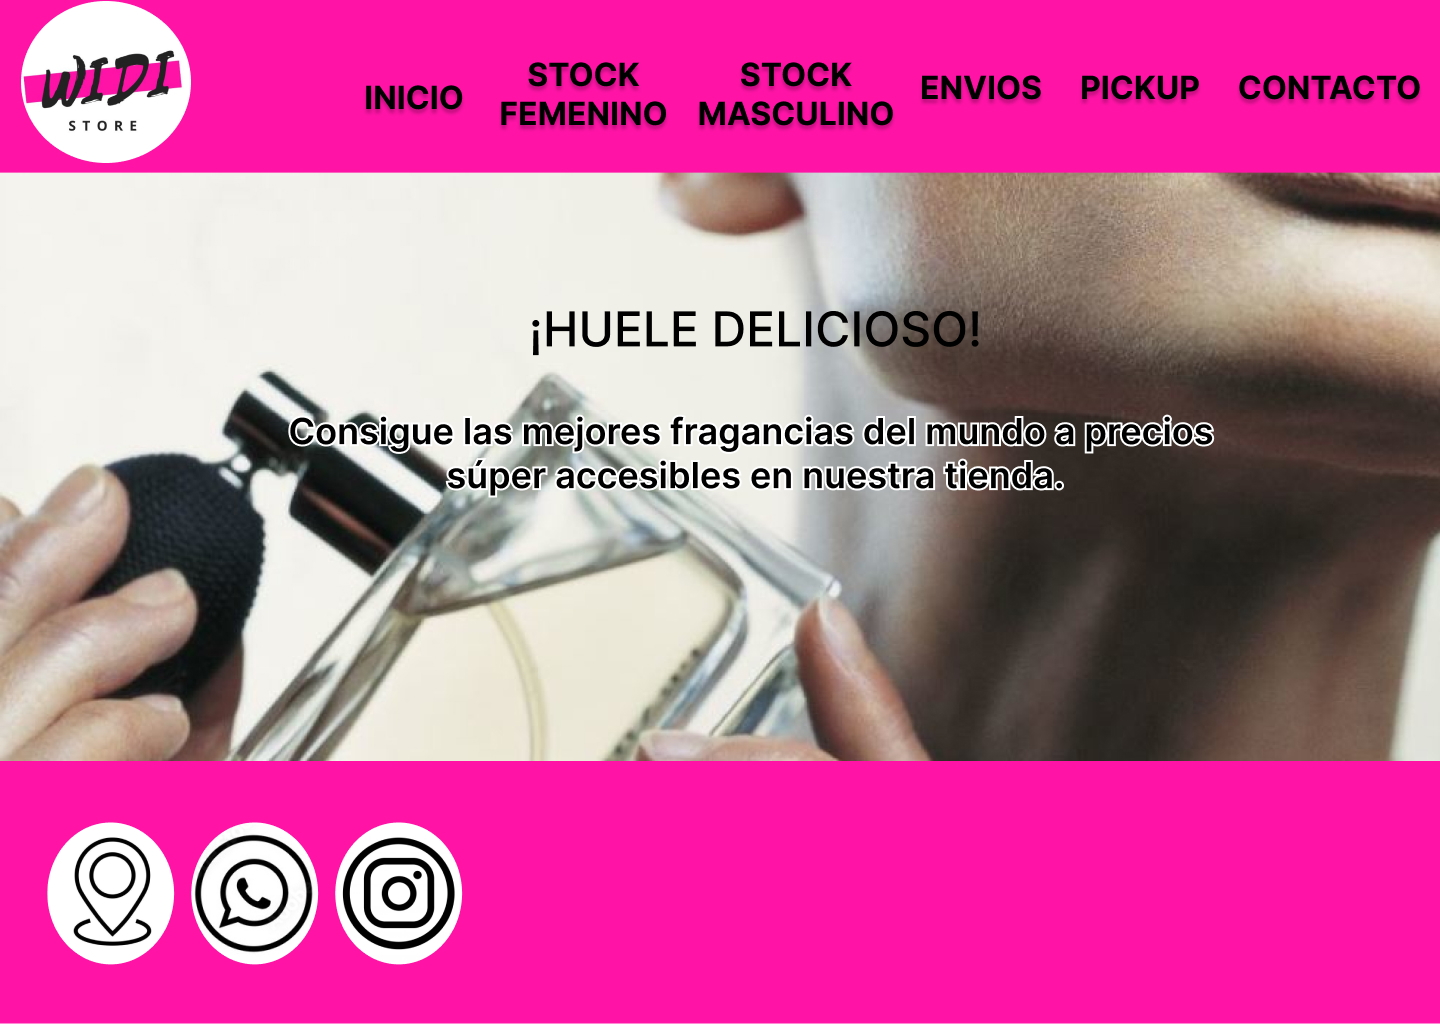 WIDI
STORE
INICIO
STOCK
FEMENINO
STOCK
MASCULINO
ENVIOS
PICKUP
CONTACTO
¡HUELE DELICIOSO!
Consigue las mejores fragancias del mundo a precios
súper accesibles en nuestra tienda.